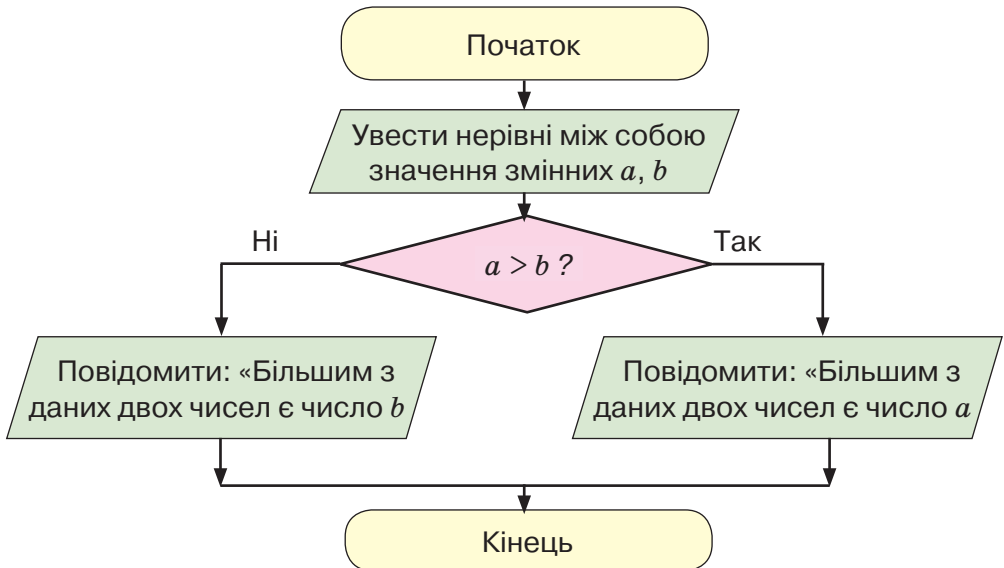 Початок
Увести нерівні між собою
значення змінних a, b
Ні
a > b ?
Так
Повідомити: «Більшим з
даних двох чисел є число b
Повідомити: «Більшим з
даних двох чисел є число a
Кінець